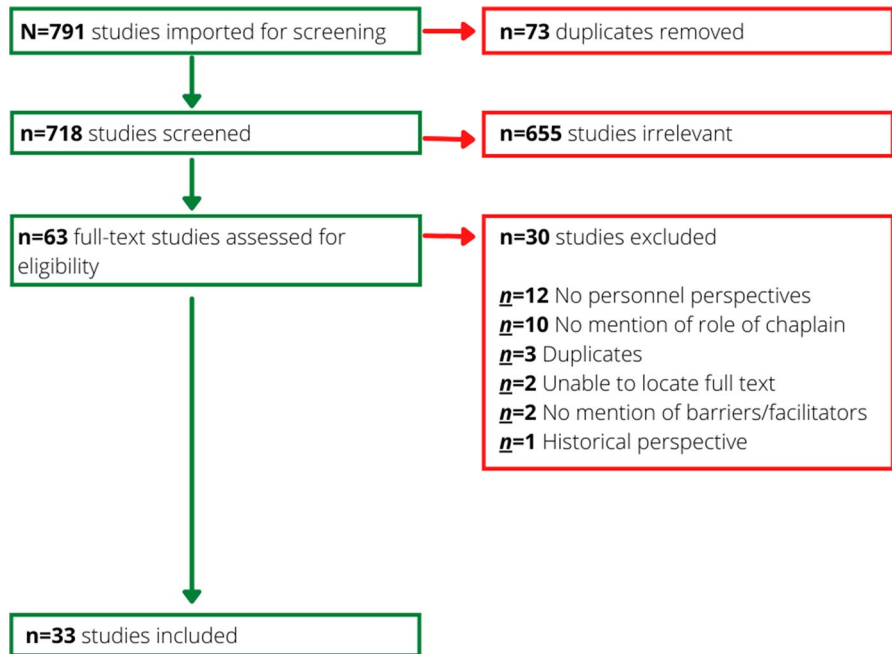 N=791 studies imported for screening
n=73 duplicates removed
n=718 studies screened
n=655 studies irrelevant
n=63 full-text studies assessed for
eligibility
n=30 studies excluded
n=12 No personnel perspectives
n=10 No mention of role of chaplain
n=3 Duplicates
n=2 Unable to locate full text
n=2 No mention of barriers/facilitators
n=1 Historical perspective
n=33 studies included